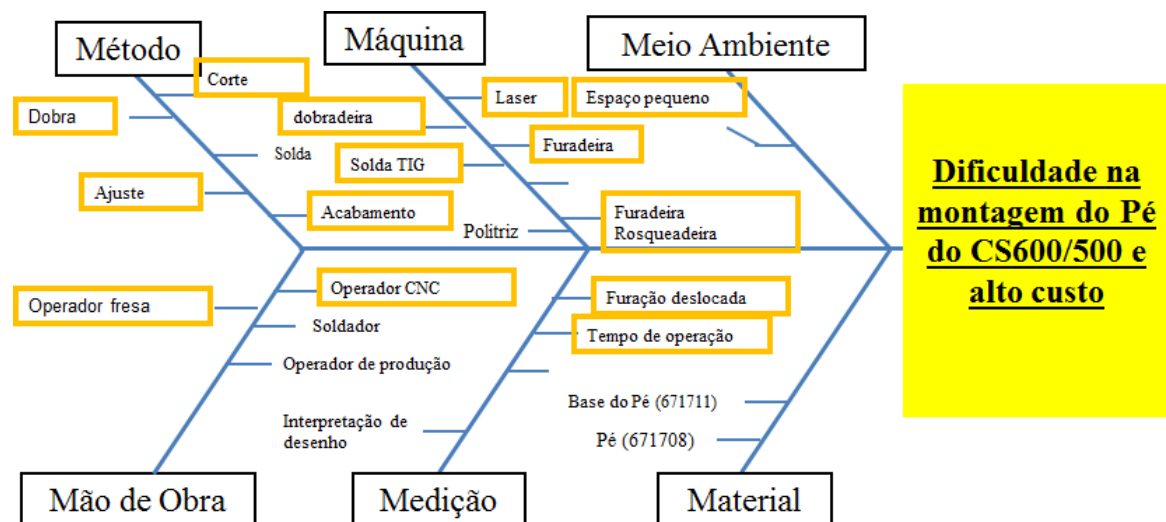 Método
Máquina
Meio Ambiente
Corte
Dobra
Solda
Ajuste
Acabamento
Laser
dobradeira
Furadeira
Solda TIG
Furadeira
Rosqueadeira
Politriz
Espaço pequeno
Dificuldade na
montagem do Pé
do CS600/500 e
alto custo
Operador CNC
Operador fresa
Soldador
Operador de produção
Furação deslocada
Tempo de operação
Interpretação de
desenho
Base do Pé (671711)
Pé (671708)
Mão de Obra
Medição
Material